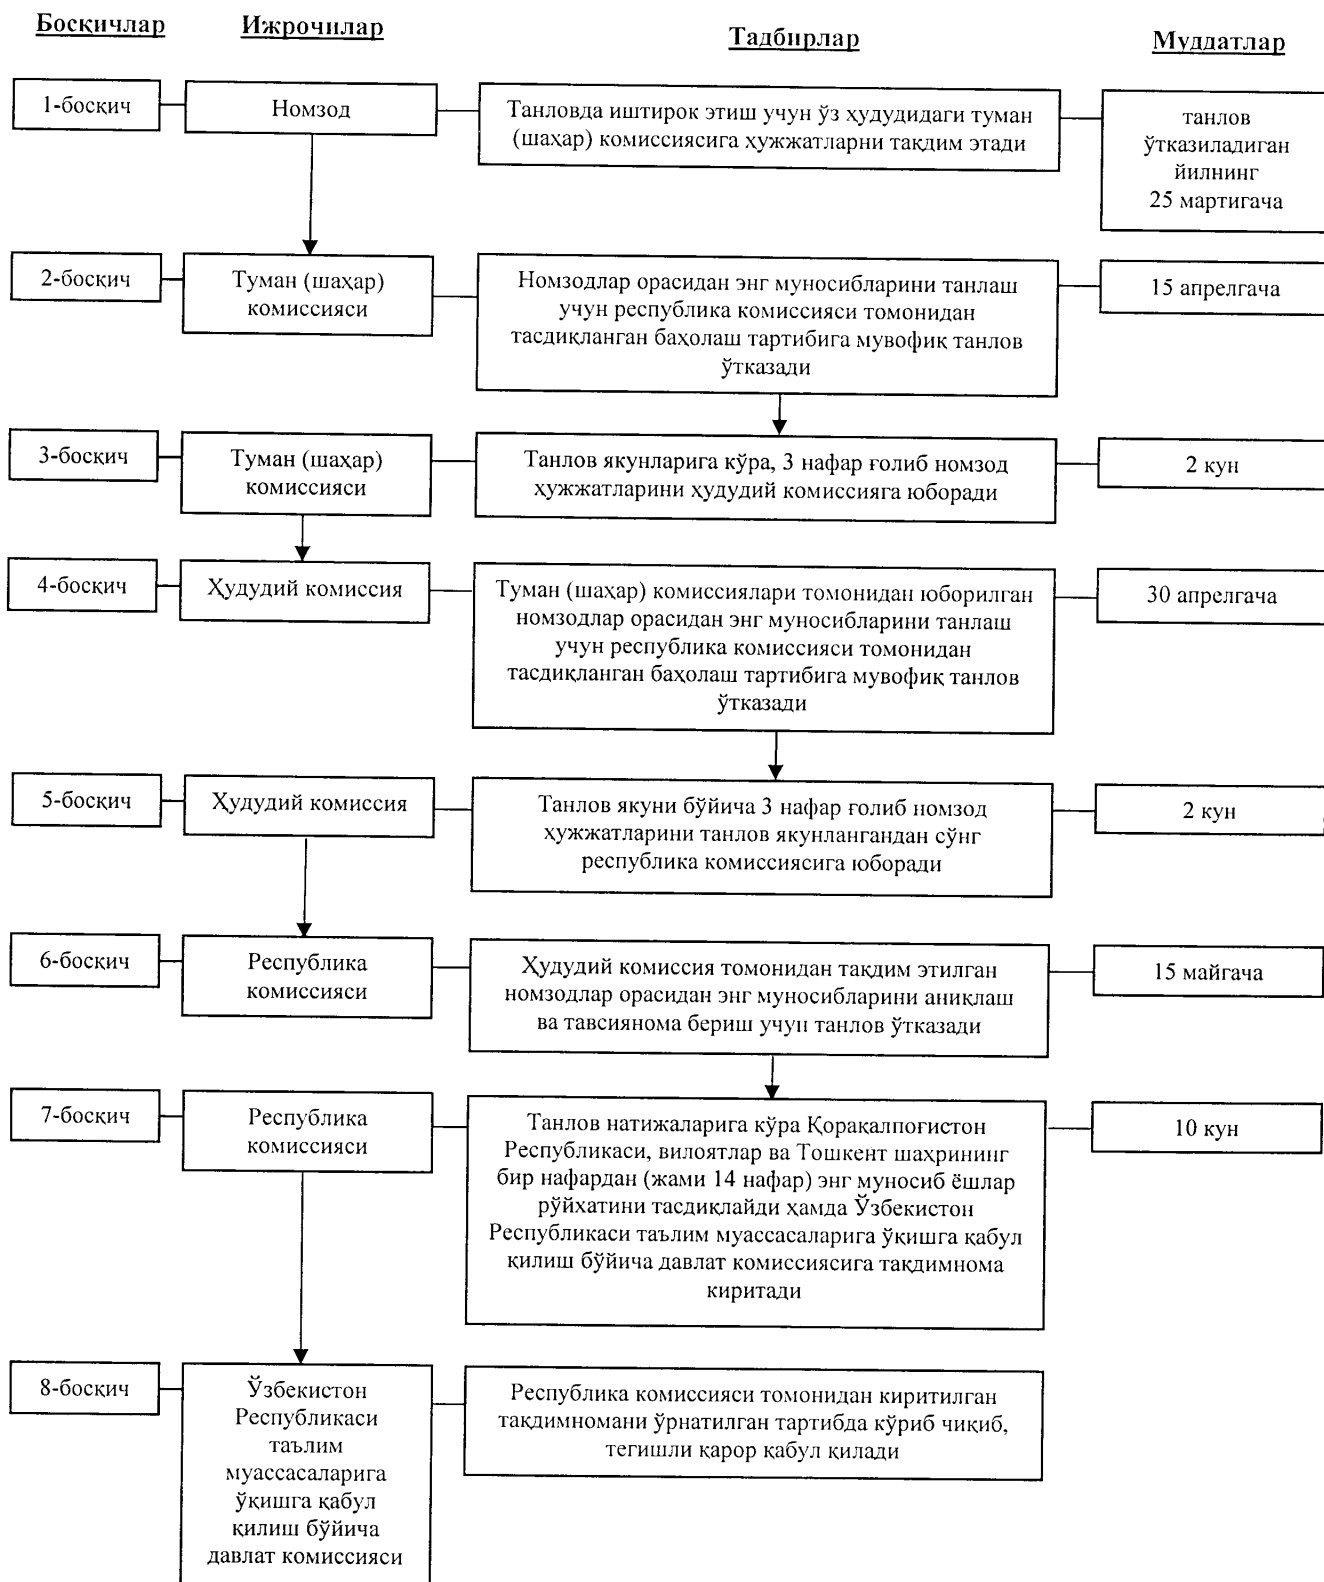 Босқичлар
Ижрочилар
Тадбирлар
Муддатлар
1-босқич
Номзод
Танловда иштирок этиш учун ўз ҳудудидаги туман
(шаҳар) комиссиясига ҳужжатларни тақдим этади
танлов
ўтказиладиган
йилнинг
25 мартигача
2-босқич
Туман (шаҳар)
комиссияси
Номзодлар орасидан энг муносибларини танлаш
учун республика комиссияси томонидан
тасдиқланган баҳолаш тартибига мувофиқ танлов
ўтказади
15 апрелгача
3-босқич
Туман (шаҳар)
комиссияси
Танлов якунларига кўра, 3 нафар ғолиб номзод
ҳужжатларини ҳудудий комиссияга юборади
2 кун
4-босқич
Ҳудудий комиссия
Туман (шаҳар) комиссиялари томонидан юборилган
номзодлар орасидан энг муносибларини танлаш
учун республика комиссияси томонидан
тасдиқланган баҳолаш тартибига мувофиқ танлов
ўтказади
30 апрелгача
5-босқич
Ҳудудий комиссия
Танлов якуни бўйича 3 нафар ғолиб номзод
ҳужжатларини танлов якунлангандан сўнг
республика комиссиясига юборади
2 кун
6-босқич
Республика
комиссияси
Ҳудудий комиссия томонидан тақдим этилган
номзодлар орасидан энг муносибларини аниқлаш
ва тавсиянома бериш учун танлов ўтказади
15 майгача
7-босқич
Республика
комиссияси
Танлов натижаларига кўра Қорақалпоғистон
Республикаси, вилоятлар ва Тошкент шаҳрининг
бир нафардан (жами 14 нафар) энг муносиб ёшлар
рўйхатини тасдиқлайди ҳамда Ўзбекистон
Республикаси таълим муассасаларига ўқишга қабул
қилиш бўйича давлат комиссиясига тақдимнома
киритади
10 кун
8-босқич
Ўзбекистон
Республикаси
таълим
муассасаларига
ўқишга қабул
қилиш бўйича
давлат комиссияси
Республика комиссияси томонидан киритилган
тақдимномани ўрнатилган тартибда кўриб чиқиб,
тегишли қарор қабул қилади